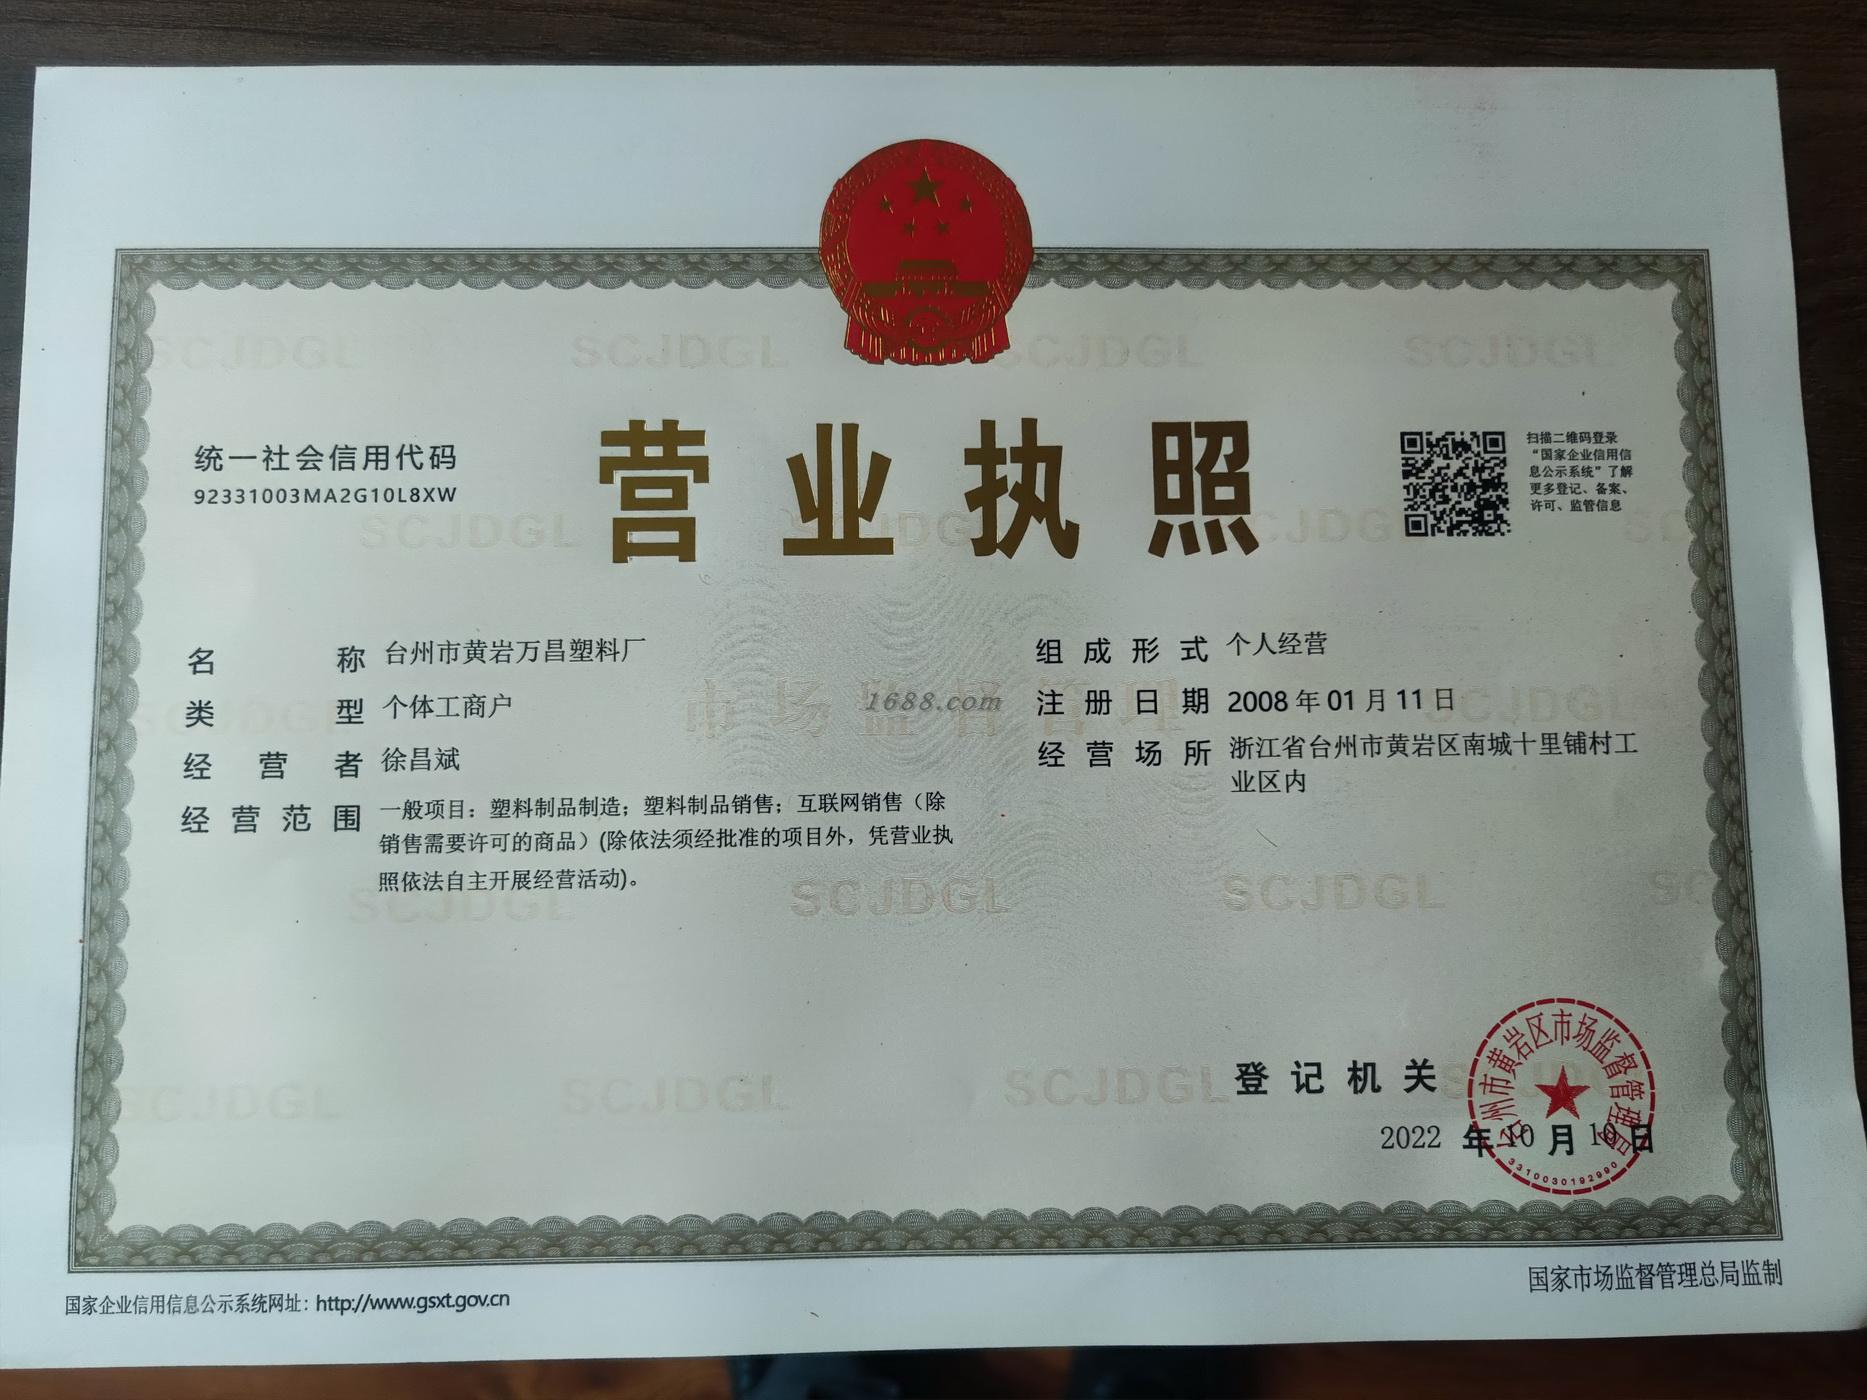 营业执照
统一社会信用代码
92331003MA2G10L8XW
扫描二维码登录
“国家企业信用信
息公示系统”了解
更多登记、备案、
许可、监管信息
名称 台州市黄岩万昌塑料厂
类型 个体工商户
经营者 徐昌斌
经营范围 一般项目：塑料制品制造；塑料制品销售；互联网销售（除
销售需要许可的商品）(除依法须经批准的项目外，凭营业执
照依法自主开展经营活动)。
组成形式 个人经营
注册日期 2008年01月11日
经营场所 浙江省台州市黄岩区南城十里铺村工
业区内
1688.com
市场监督管理
SCJDGL
登记机关
台州市黄岩区市场监督管理局
2022年10月19日
3310030192990
国家企业信用信息公示系统网址：http://www.gsxt.gov.cn
国家市场监督管理总局监制